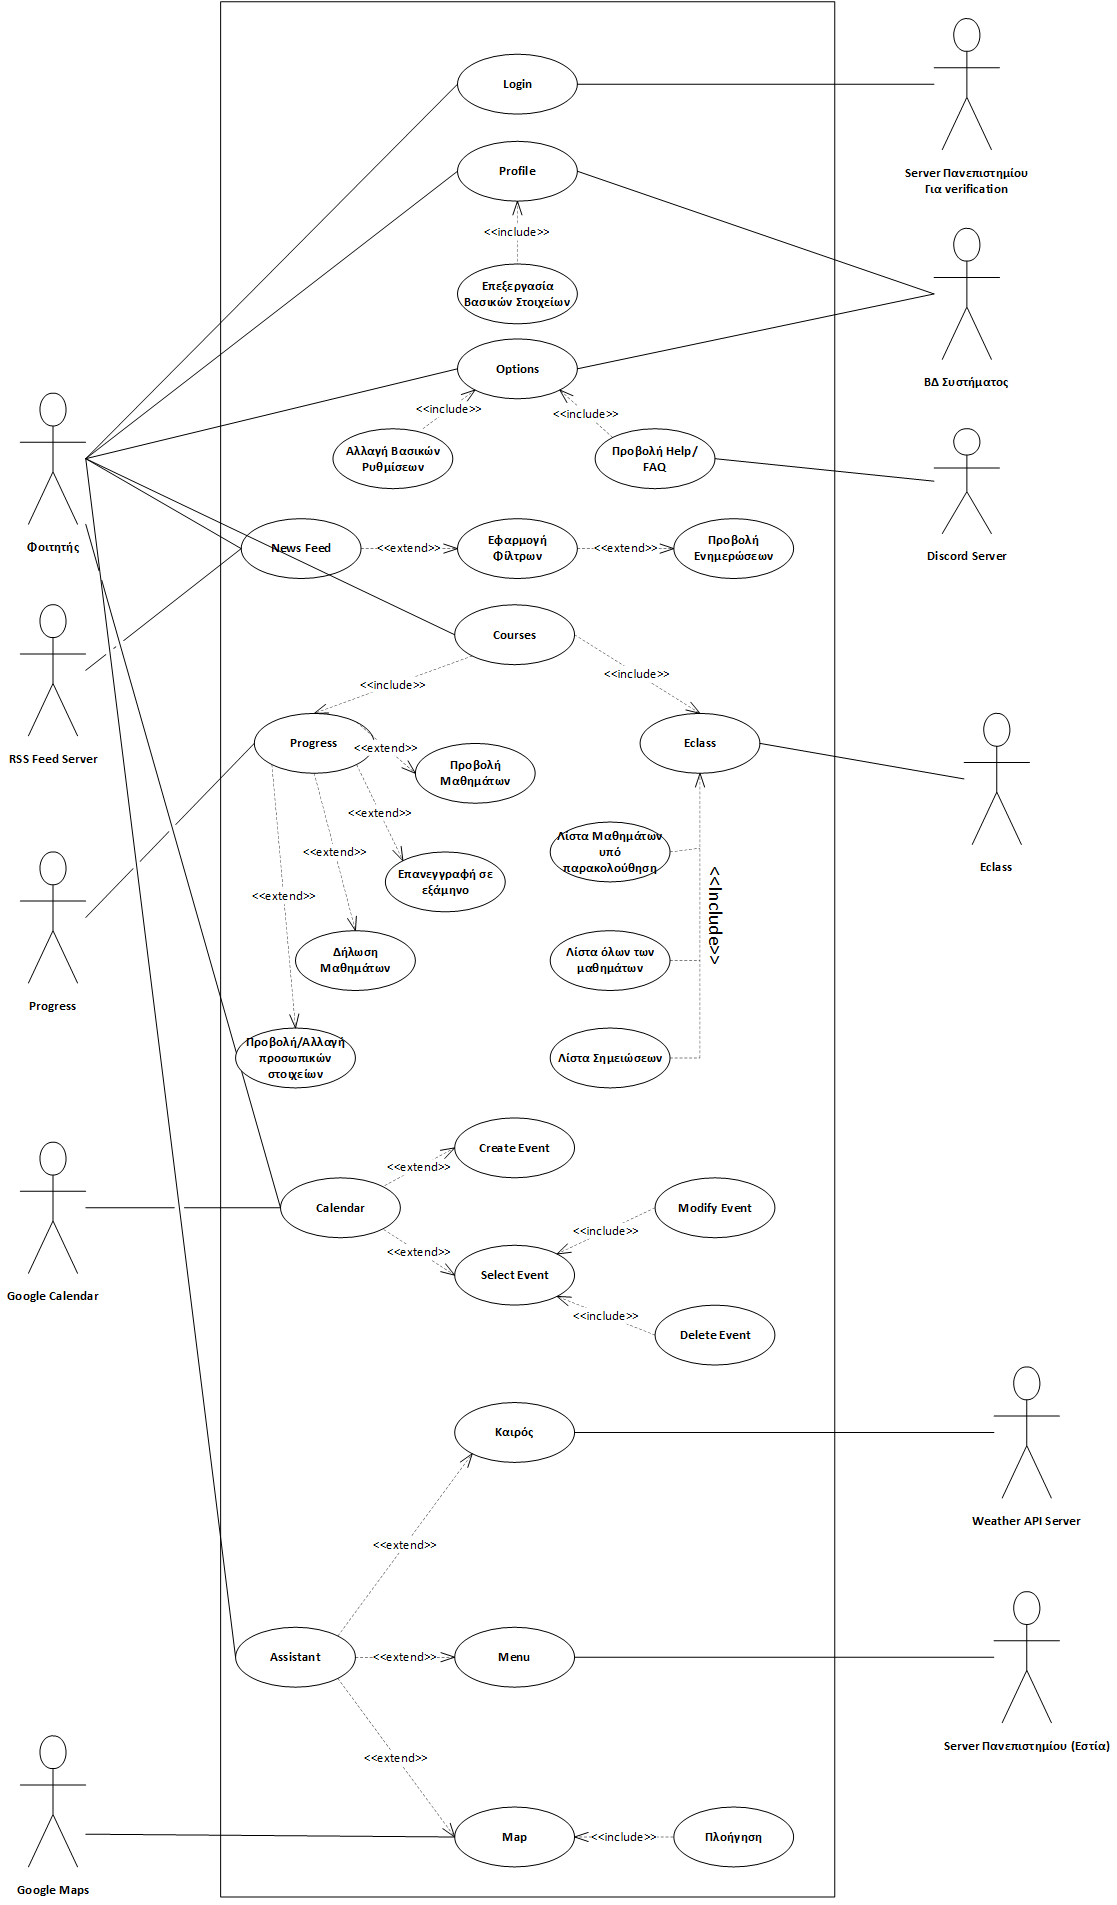 Login
Server Πανεπιστημίου
Για verification
Profile
<<include>>
Επεξεργασία
Βασικών Στοιχείων
Options
ΒΔ Συστήματος
<<include>>
<<include>>
Αλλαγή Βασικών
Ρυθμίσεων
Προβολή Help/
FAQ
Φοιτητής
News Feed
<<extend>>
Εφαρμογή
Φίλτρων
<<extend>>
Προβολή
Ενημερώσεων
Discord Server
Courses
<<include>>
<<include>>
RSS Feed Server
Progress
<<extend>>
Προβολή
Μαθημάτων
Eclass
<<extend>>
<<extend>>
<<extend>>
Επανεγγραφή σε
εξάμηνο
Λίστα Μαθημάτων
υπό
παρακολούθηση
<<Include>>
Eclass
Δήλωση
Μαθημάτων
Λίστα όλων των
μαθημάτων
Progress
Προβολή/Αλλαγή
προσωπικών
στοιχείων
Λίστα Σημειώσεων
Create Event
<<extend>>
Calendar
Modify Event
<<include>>
<<extend>>
Select Event
Google Calendar
<<include>>
Delete Event
Καιρός
Weather API Server
<<extend>>
Assistant
<<extend>>
Menu
Server Πανεπιστημίου (Εστία)
<<extend>>
Map
<<include>>
Πλοήγηση
Google Maps